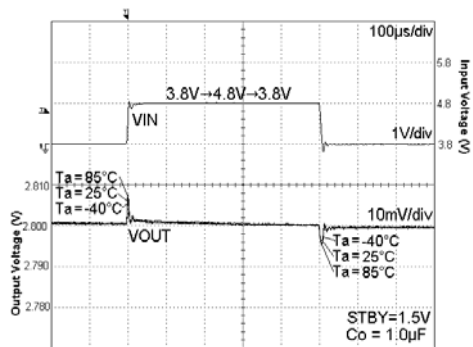 100µs/div
5.8
3.8V→4.8V→3.8V
4.8
VIN
1V/div
3.8
Input Voltage (V)
Ta = 85°C
2.810
Ta = 25°C
Ta = -40°C
10mV/div
2.800
VOUT
Ta = -40°C
2.790
Ta = 25°C
Ta = 85°C
2.780
Output Voltage (V)
STBY=1.5V
Co = 1.0µF